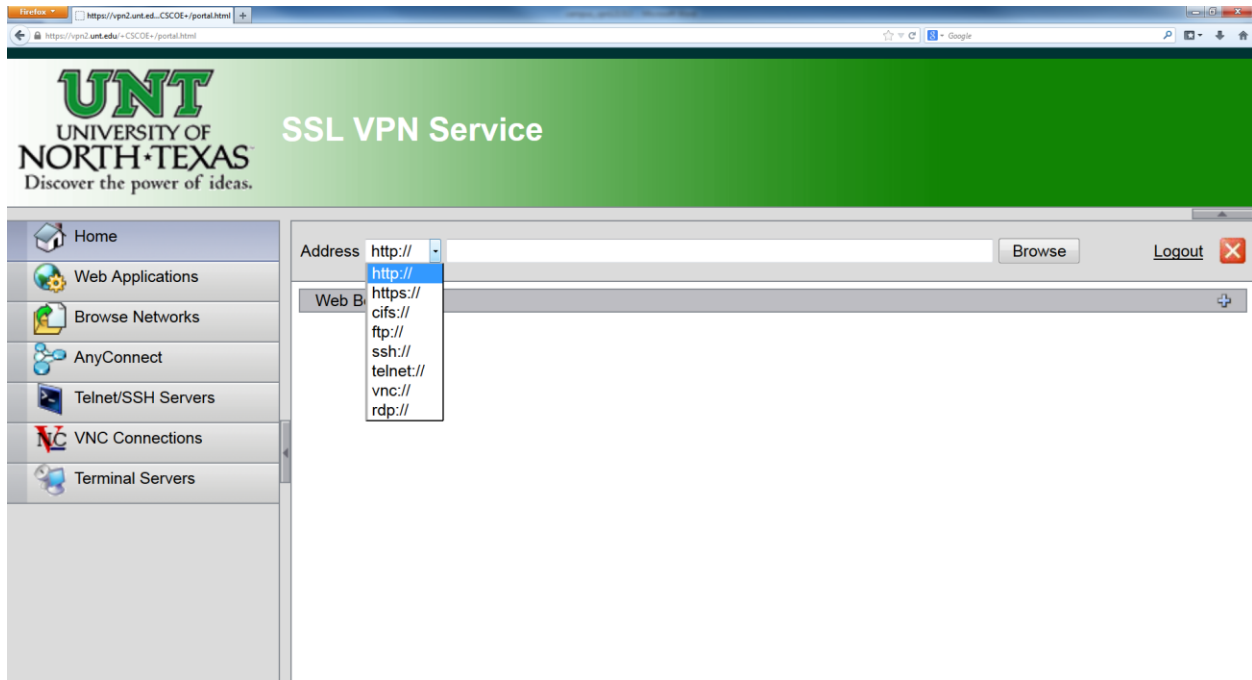 Firefox
https://vpn2.unt.ed...CSCOE+/portal.html
https://vpn2.unt.edu/+CSCOE+/portal.html
Google
UNT
UNIVERSITY OF
NORTH TEXAS
Discover the power of ideas.
SSL VPN Service
Home
Web Applications
Browse Networks
AnyConnect
Telnet/SSH Servers
VNC Connections
Terminal Servers
Address http:// Browse Logout
http://
https://
cifs://
ftp://
ssh://
telnet://
vnc://
rdp://
Web B